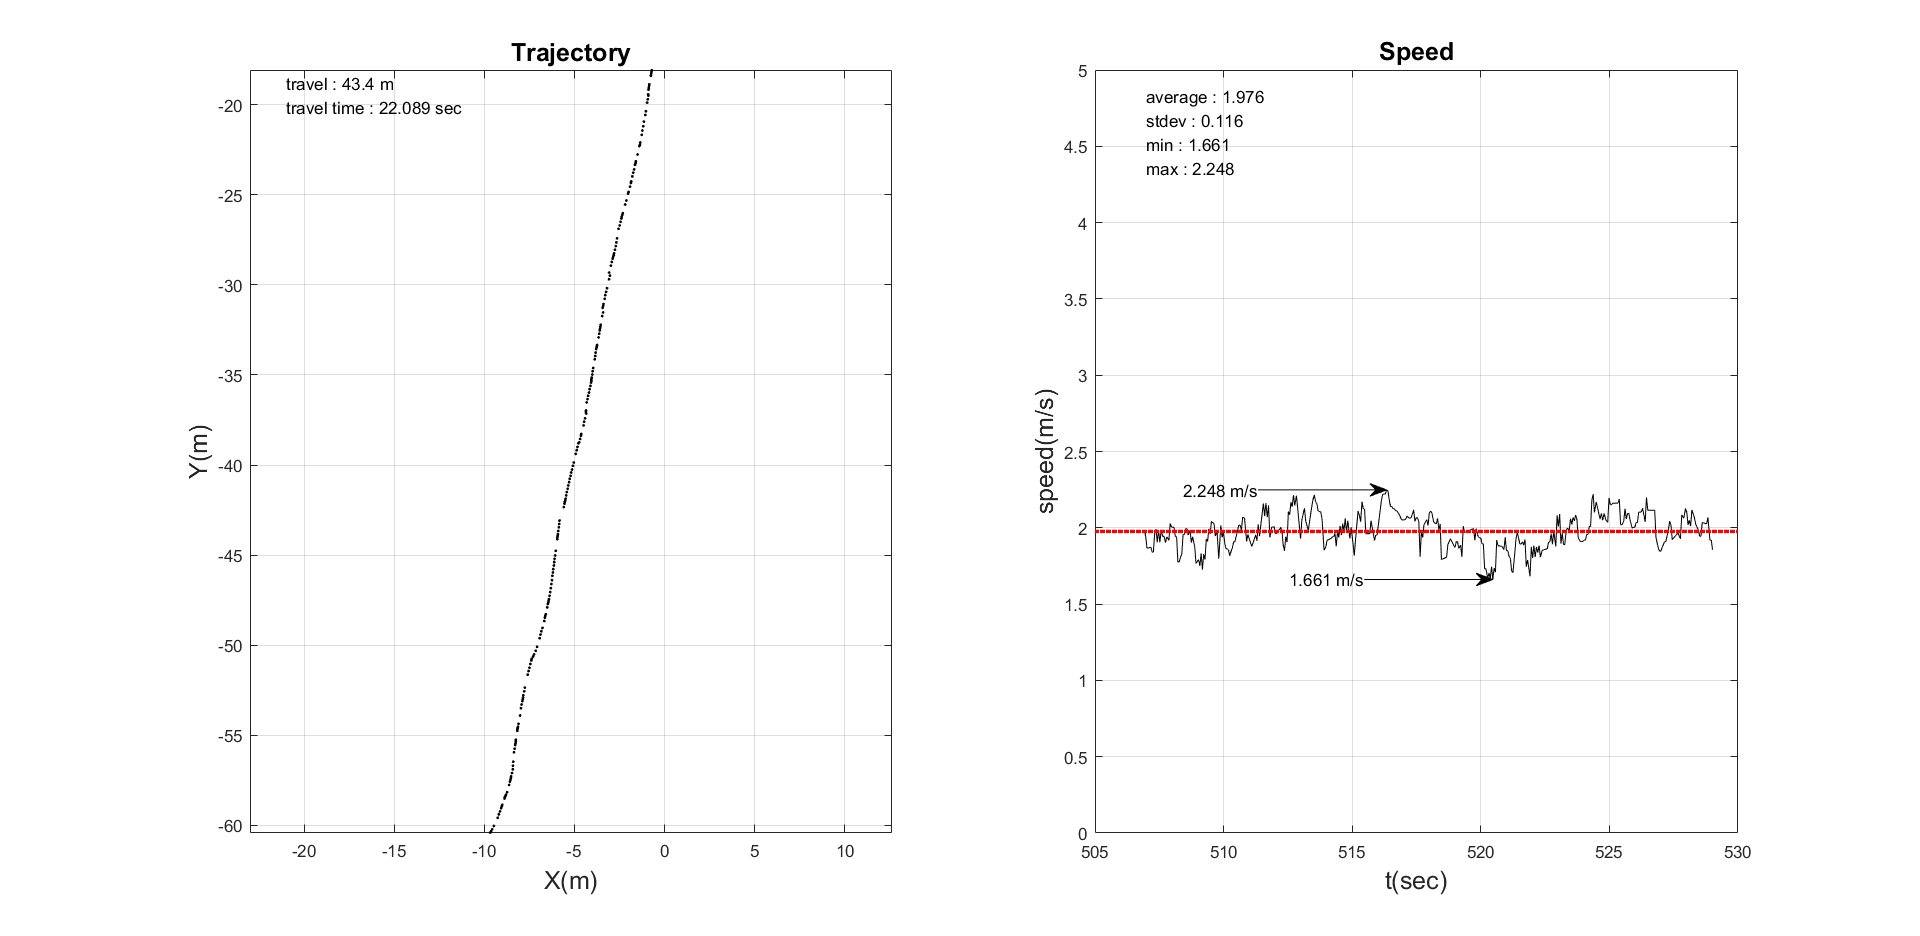 Trajectory
travel : 43.4 m
travel time : 22.089 sec
-20
-25
-30
-35
-40
-45
-50
-55
-60
Y(m)
-20 -15 -10 -5 0 5 10
X(m)
Speed
average : 1.976
stdev : 0.116
min : 1.661
max : 2.248
5
4.5
4
3.5
3
2.5
2
1.5
1
0.5
0
speed(m/s)
2.248 m/s
1.661 m/s
505 510 515 520 525 530
t(sec)